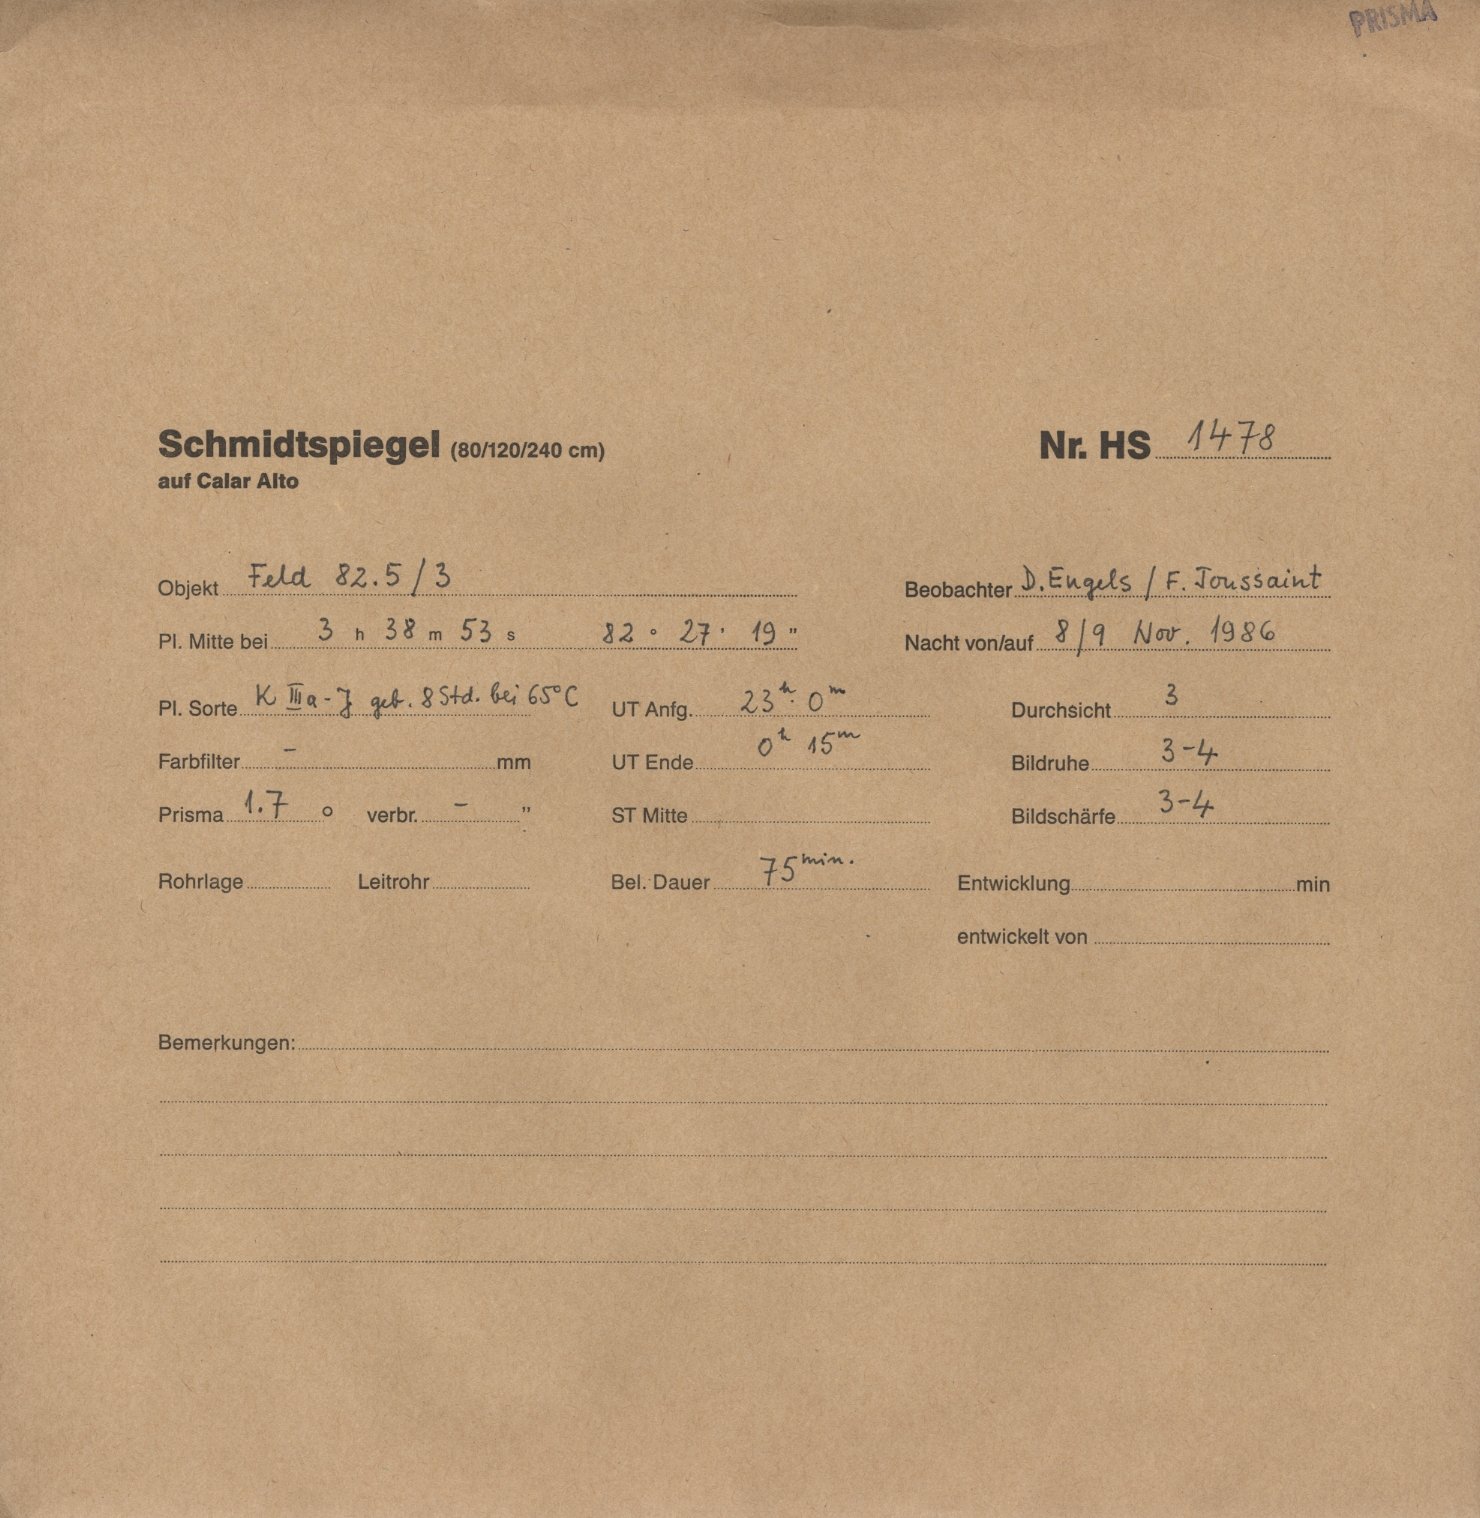 PRISMA
Schmidtspiegel (80/120/240 cm) Nr. HS 1478
auf Calar Alto
Objekt Feld 82.5/3 Beobachter D. Engels / F. Toussaint
Pl. Mitte bei 3 h 38 m 53 s 82 ° 27 ' 19 " Nacht von/auf 8/9 Nov. 1986
Pl. Sorte K IIIa-J geb. 8 Std. bei 65°C UT Anfg. 23h 0m Durchsicht 3
Farbfilter – mm UT Ende 0h 15m Bildruhe 3-4
Prisma 1.7 ° verbr. – " ST Mitte Bildschärfe 3-4
Rohrlage Leitrohr Bel. Dauer 75 min. Entwicklung min
entwickelt von
Bemerkungen: